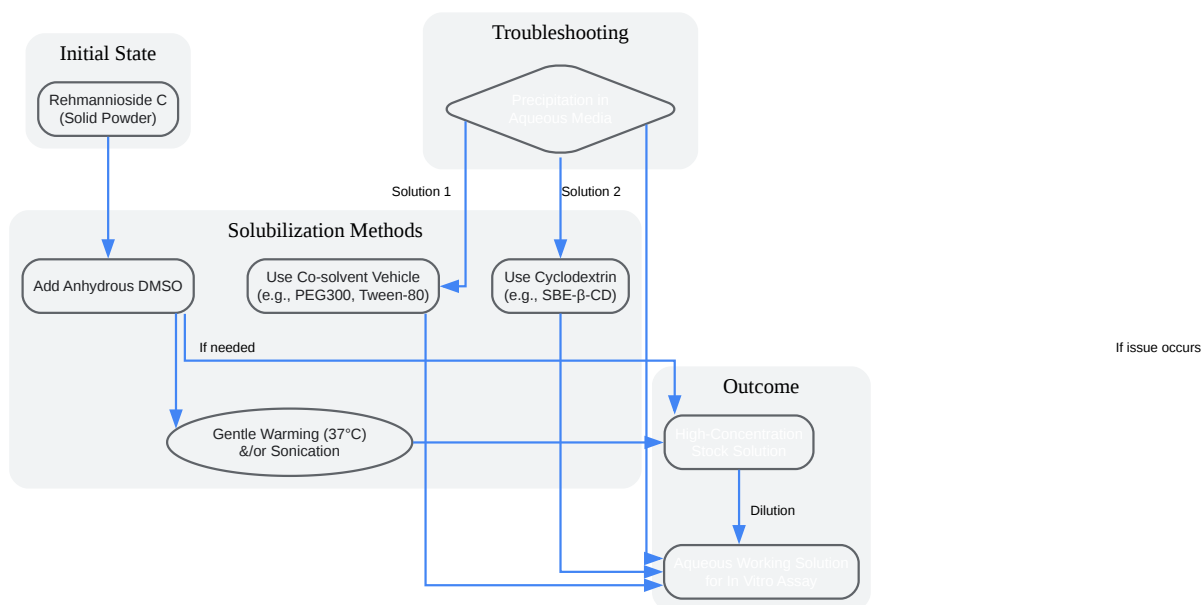 Troubleshooting
Initial State
Rehmannioside C
(Solid Powder)
Precipitation in
Aqueous Media
Solution 1
Solution 2
Solubilization Methods
Add Anhydrous DMSO
Use Co-solvent Vehicle
(e.g., PEG300, Tween-80)
Use Cyclodextrin
(e.g., SBE-β-CD)
If needed
If issue occurs
Outcome
Gentle Warming (37°C)
&/or Sonication
High-Concentration
Stock Solution
Dilution
Aqueous Working Solution
for In Vitro Assay